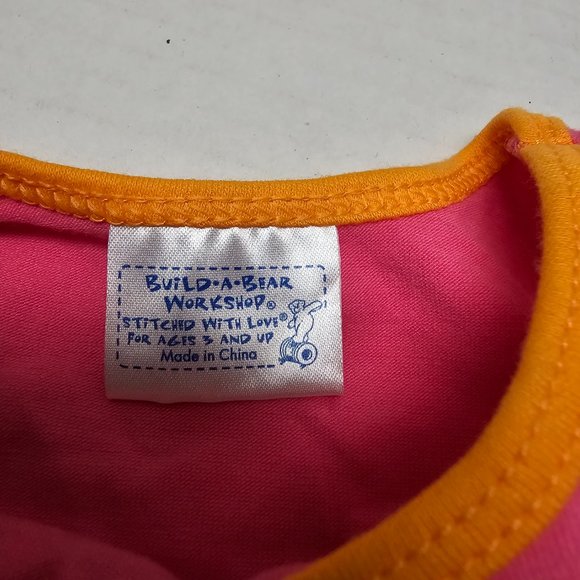 BUILD-A-BEAR
WORKSHOP®
STITCHED WITH LOVE®
FOR AGES 3 AND UP
Made in China